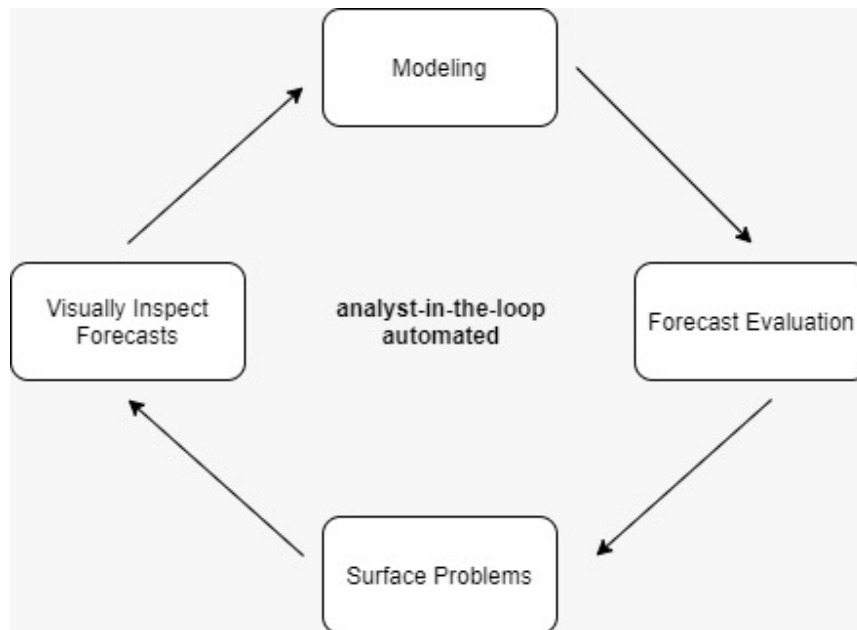 Modeling
Visually Inspect
Forecasts
analyst-in-the-loop
automated
Forecast Evaluation
Surface Problems